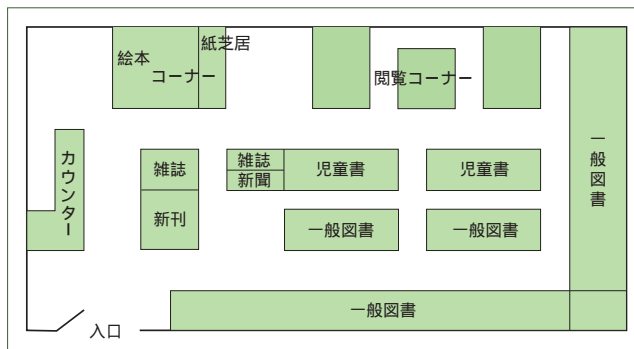 絵本
コーナー
紙芝居
閲覧コーナー
一般図書
カウンター
雑誌
新刊
雑誌
新聞
児童書
児童書
一般図書
一般図書
一般図書
入口